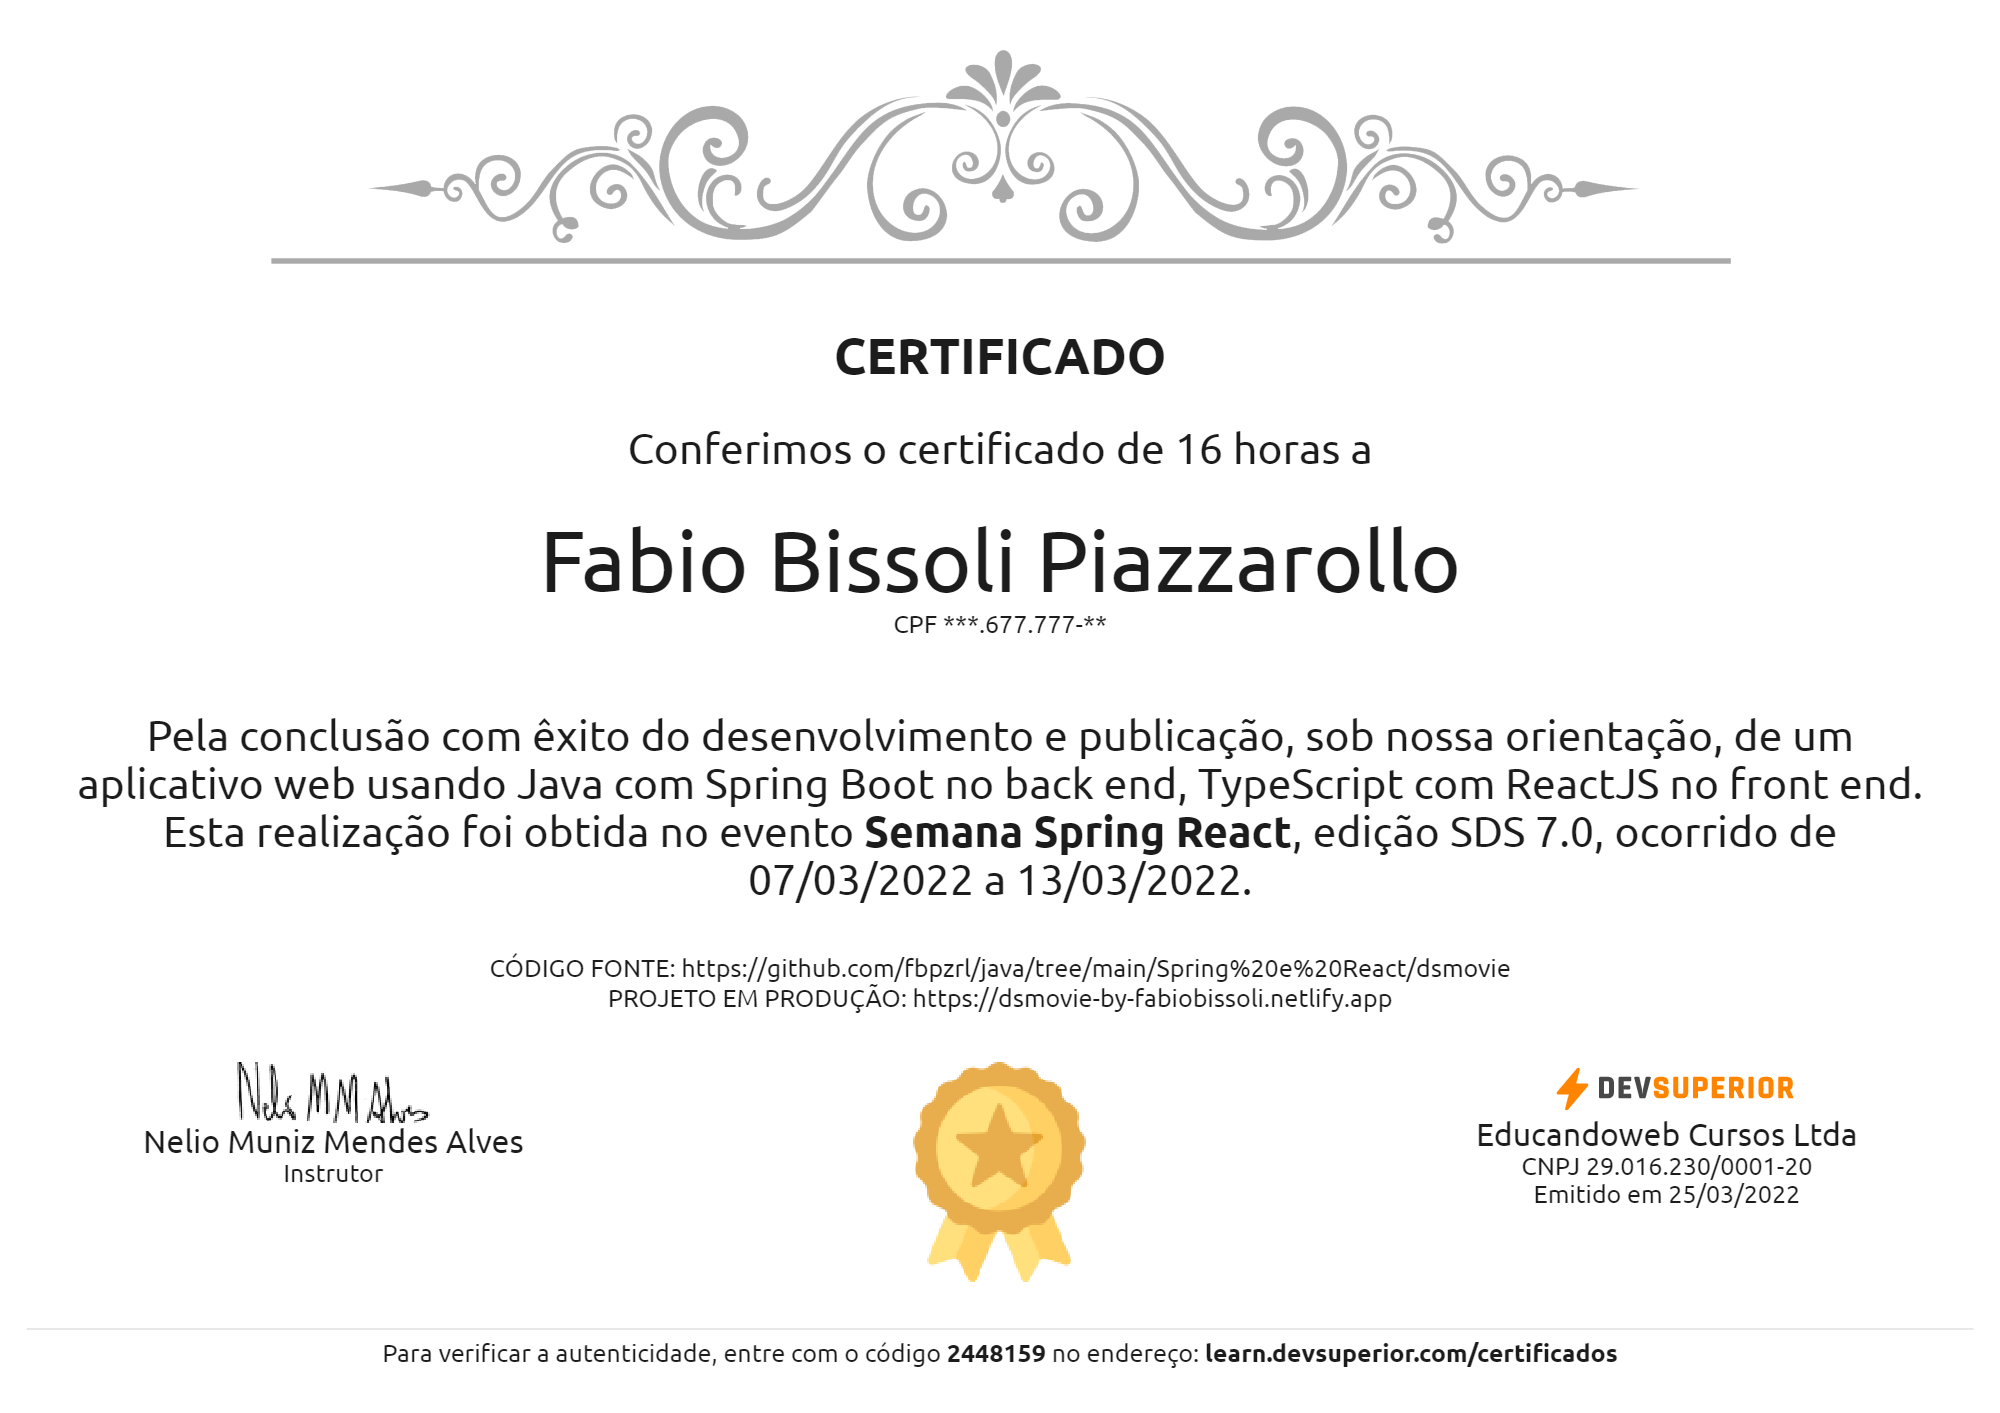 CERTIFICADO
Conferimos o certificado de 16 horas a
Fabio Bissoli Piazzarollo
CPF ***.677.777-**
Pela conclusão com êxito do desenvolvimento e publicação, sob nossa orientação, de um
aplicativo web usando Java com Spring Boot no back end, TypeScript com ReactJS no front end.
Esta realização foi obtida no evento Semana Spring React, edição SDS 7.0, ocorrido de
07/03/2022 a 13/03/2022.
CÓDIGO FONTE: https://github.com/fbpzrl/java/tree/main/Spring%20e%20React/dsmovie
PROJETO EM PRODUÇÃO: https://dsmovie-by-fabiobissoli.netlify.app
Nelio M M Alves
Nelio Muniz Mendes Alves
Instrutor
DEVSUPERIOR
Educandoweb Cursos Ltda
CNPJ 29.016.230/0001-20
Emitido em 25/03/2022
Para verificar a autenticidade, entre com o código 2448159 no endereço: learn.devsuperior.com/certificados